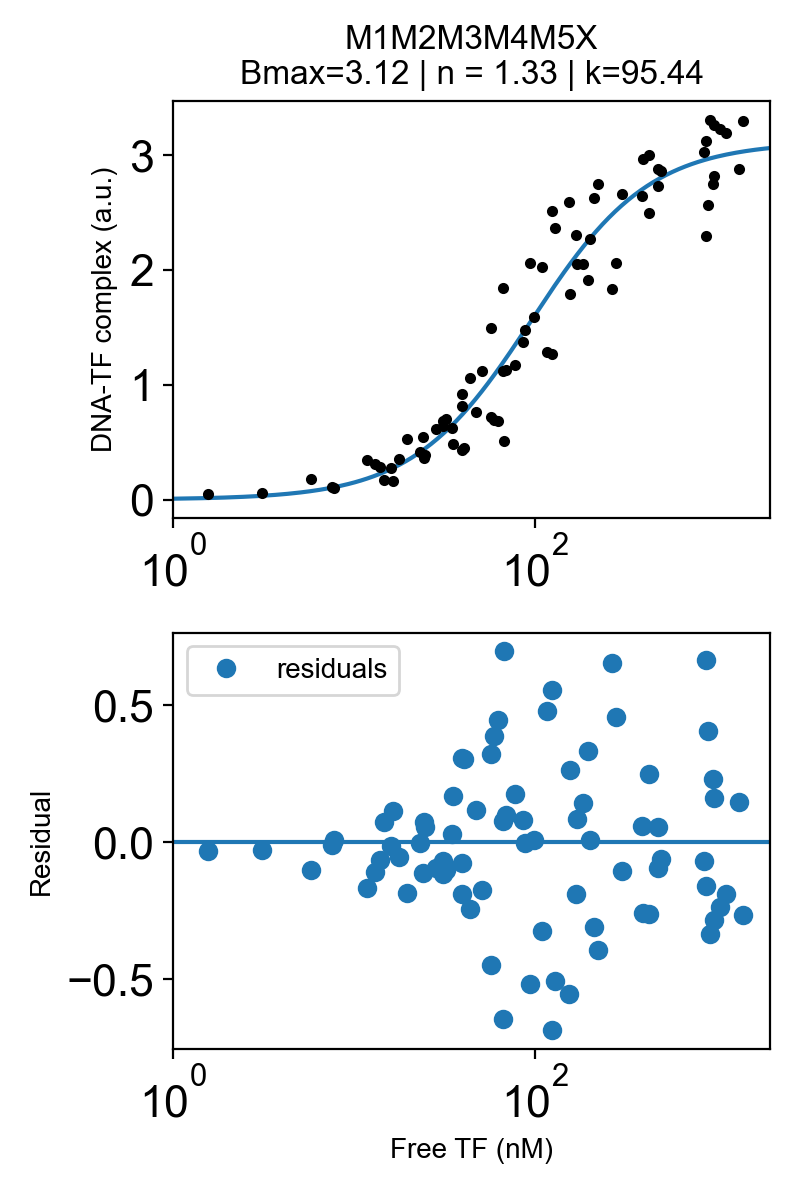 M1M2M3M4M5X
Bmax=3.12 | n = 1.33 | k=95.44
DNA-TF complex (a.u.)
3
2
1
0
10^0
10^2
residuals
Residual
0.5
0.0
−0.5
10^0
10^2
Free TF (nM)